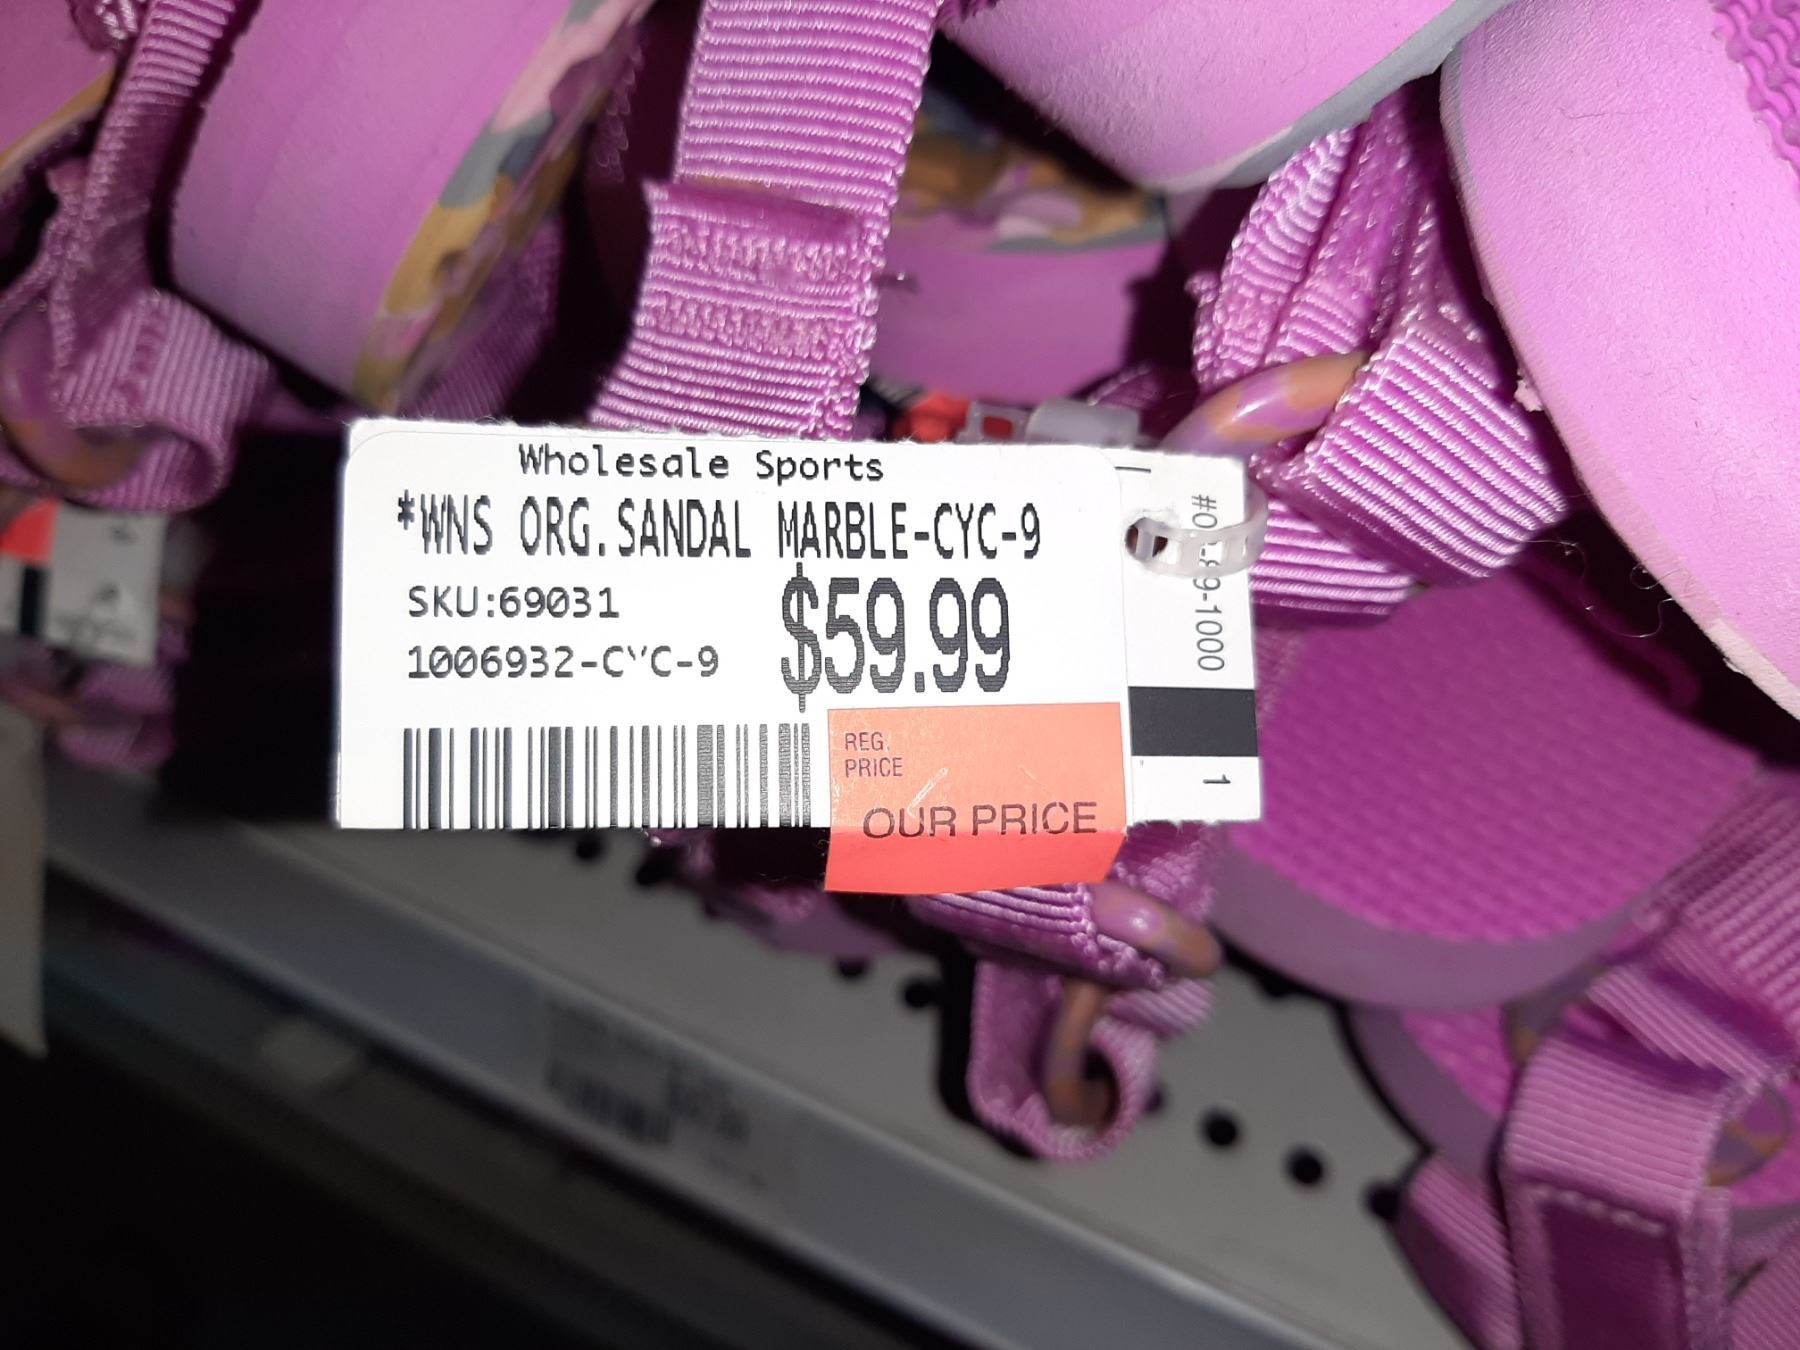 Wholesale Sports
*WNS ORG.SANDAL MARBLE-CYC-9
SKU:69031
1006932-CYC-9
$59.99
REG.
PRICE
OUR PRICE
1